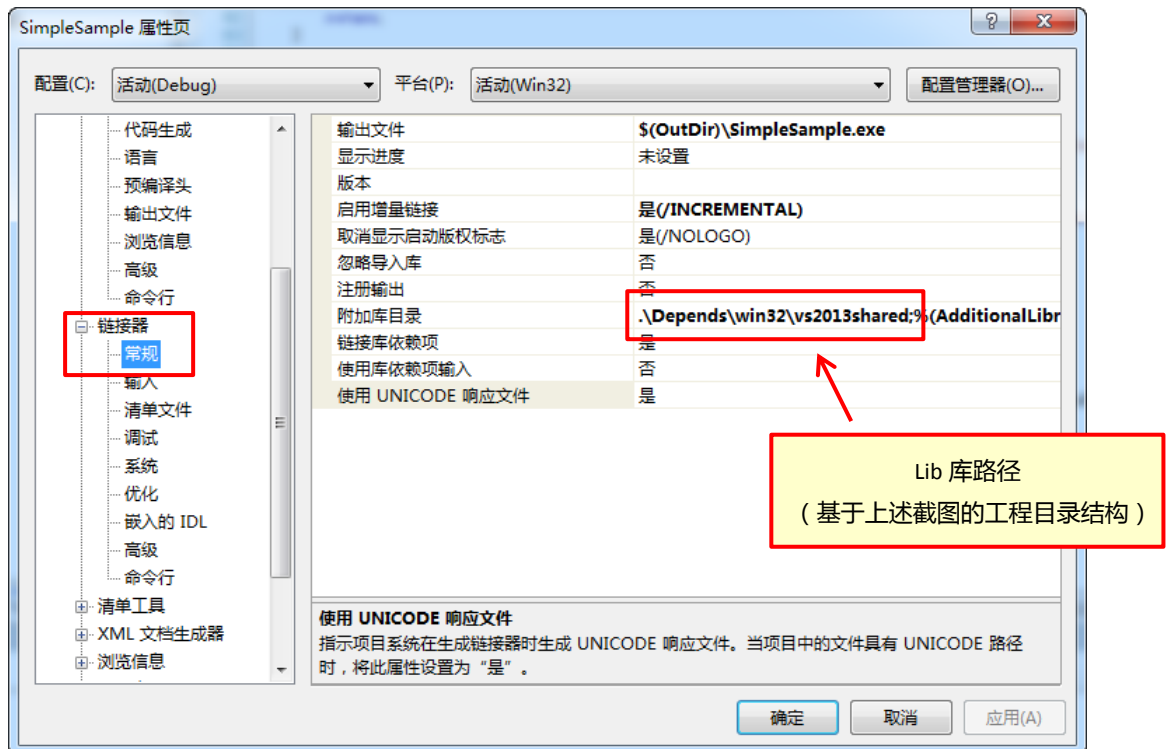 SimpleSample 属性页
配置(C): 活动(Debug) 平台(P): 活动(Win32) 配置管理器(O)...
代码生成
语言
预编译头
输出文件
浏览信息
高级
命令行
链接器
常规
输入
清单文件
调试
系统
优化
嵌入的 IDL
高级
命令行
清单工具
XML 文档生成器
浏览信息
输出文件 $(OutDir)\SimpleSample.exe
显示进度 未设置
版本
启用增量链接 是(/INCREMENTAL)
取消显示启动版权标志 是(/NOLOGO)
忽略导入库 否
注册输出 否
附加库目录 .\Depends\win32\vs2013shared;%(AdditionalLibr
链接库依赖项 是
使用库依赖项输入 否
使用 UNICODE 响应文件 是
Lib 库路径
（基于上述截图的工程目录结构）
使用 UNICODE 响应文件
指示项目系统在生成链接器时生成 UNICODE 响应文件。当项目中的文件具有 UNICODE 路径
时，将此属性设置为“是”。
确定 取消 应用(A)